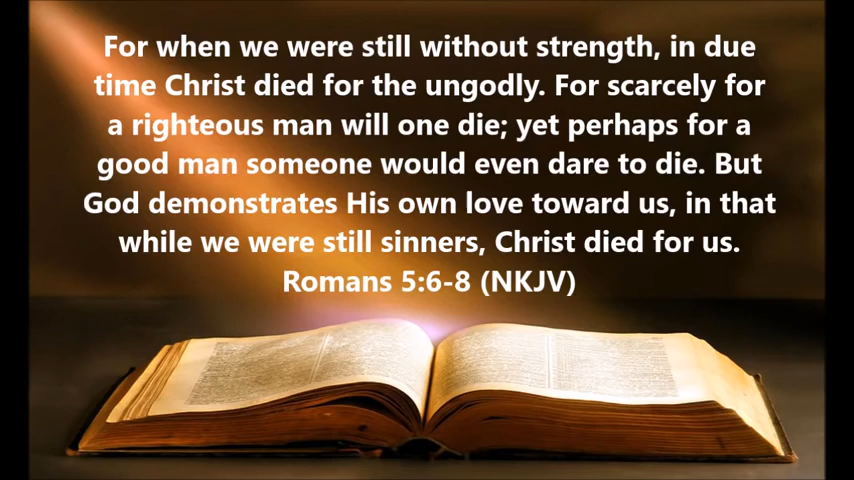 For when we were still without strength, in due
time Christ died for the ungodly. For scarcely for
a righteous man will one die; yet perhaps for a
good man someone would even dare to die. But
God demonstrates His own love toward us, in that
while we were still sinners, Christ died for us.
Romans 5:6-8 (NKJV)